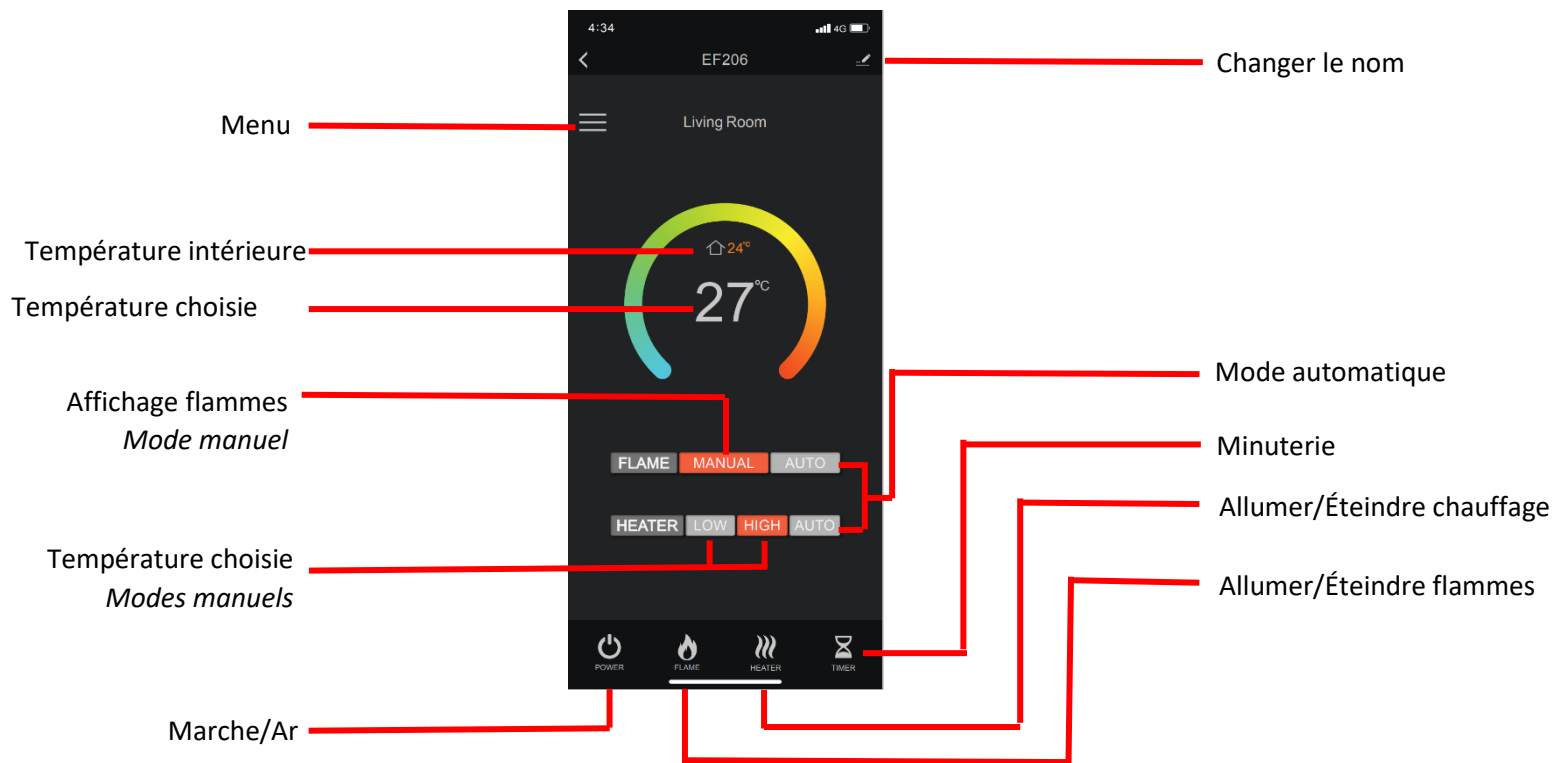 4:34
4G
EF206
Changer le nom
Menu
Living Room
Température intérieure
24°C
Température choisie
27°C
Mode automatique
Affichage flammes
Mode manuel
Minuterie
FLAME MANUAL AUTO
Allumer/Éteindre chauffage
HEATER LOW HIGH AUTO
Température choisie
Modes manuels
Allumer/Éteindre flammes
POWER FLAME HEATER TIMER
Marche/Ar